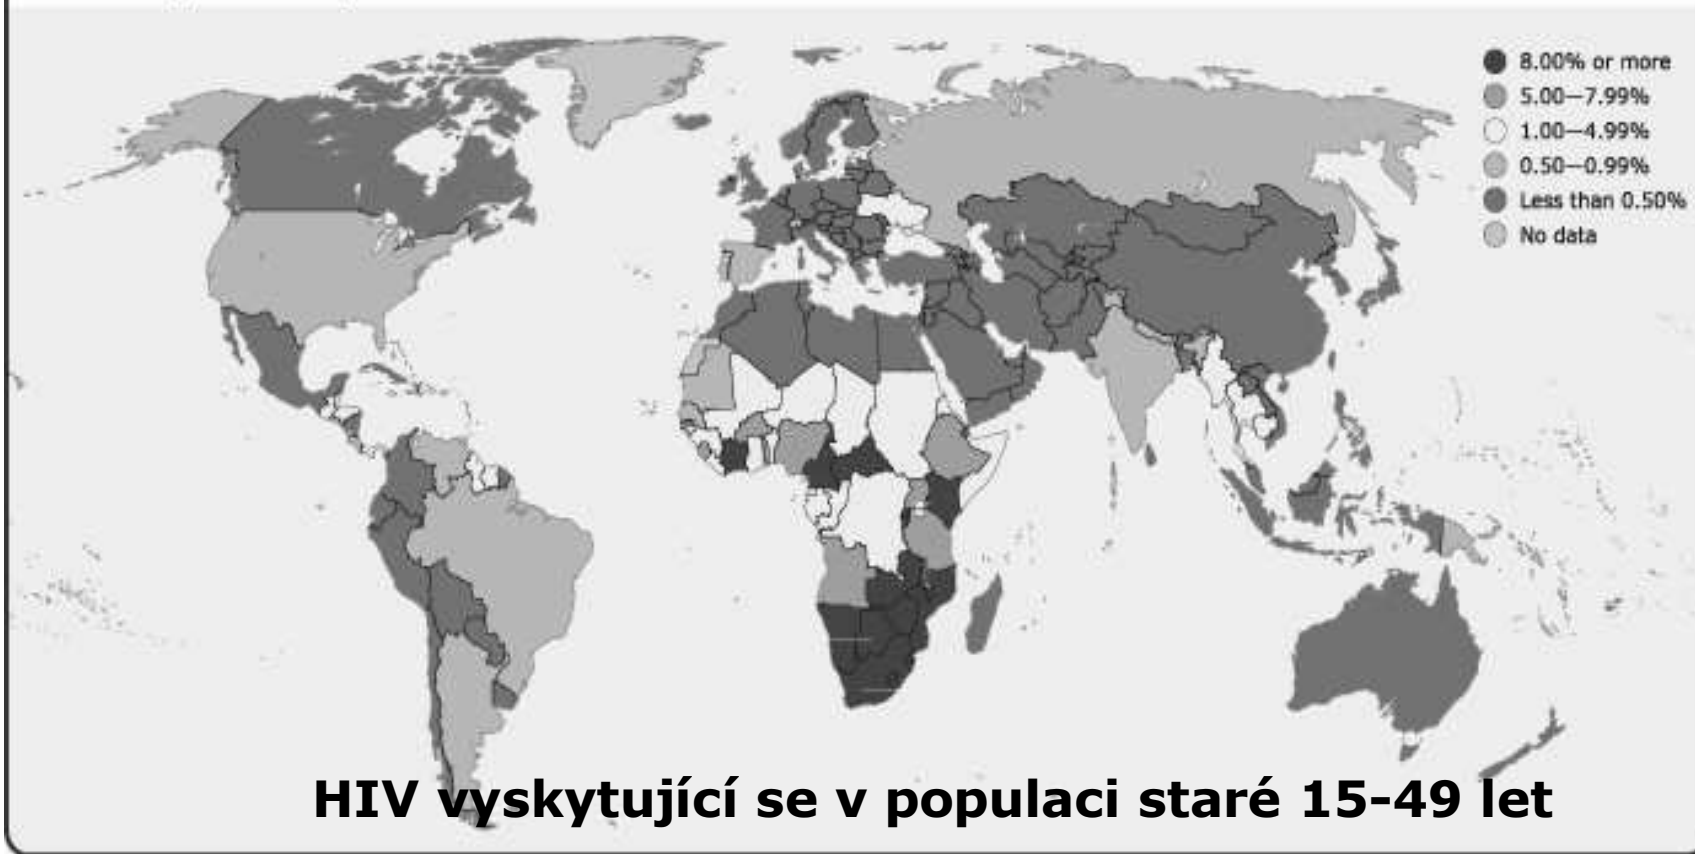 8.00% or more
5.00—7.99%
1.00—4.99%
0.50—0.99%
Less than 0.50%
No data
HIV vyskytující se v populaci staré 15-49 let